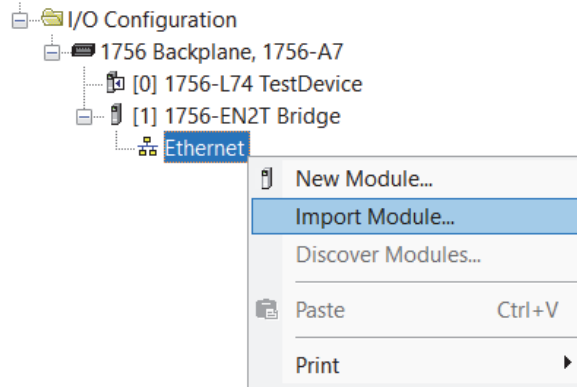 I/O Configuration
1756 Backplane, 1756-A7
[0] 1756-L74 TestDevice
[1] 1756-EN2T Bridge
Ethernet
New Module...
Import Module...
Discover Modules...
Paste Ctrl+V
Print